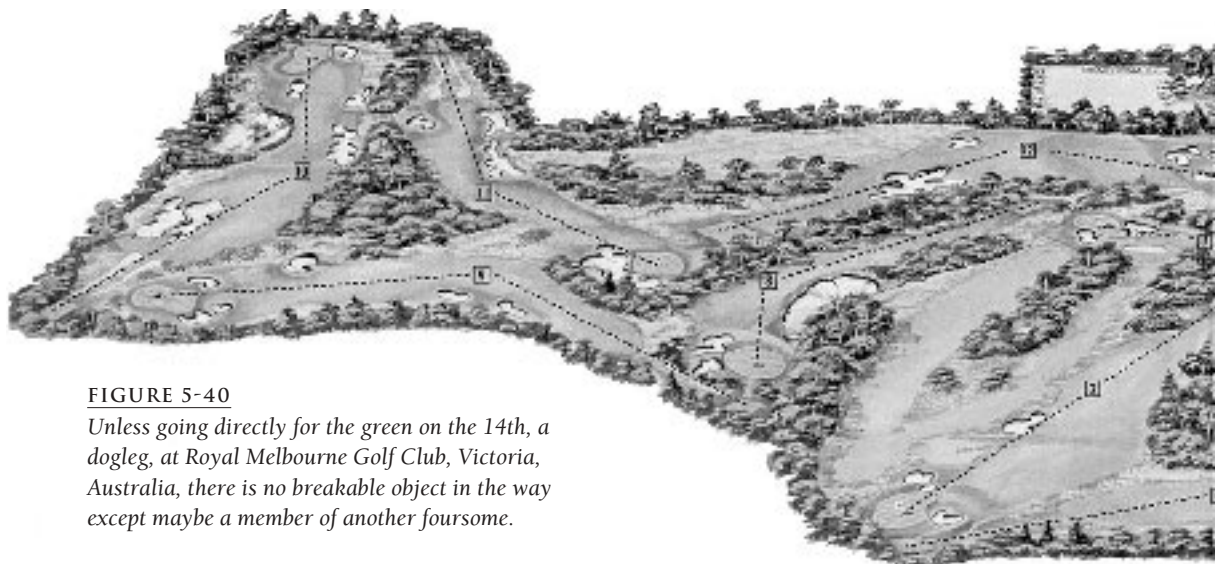 FIGURE 5-40
Unless going directly for the green on the 14th, a
dogleg, at Royal Melbourne Golf Club, Victoria,
Australia, there is no breakable object in the way
except maybe a member of another foursome.